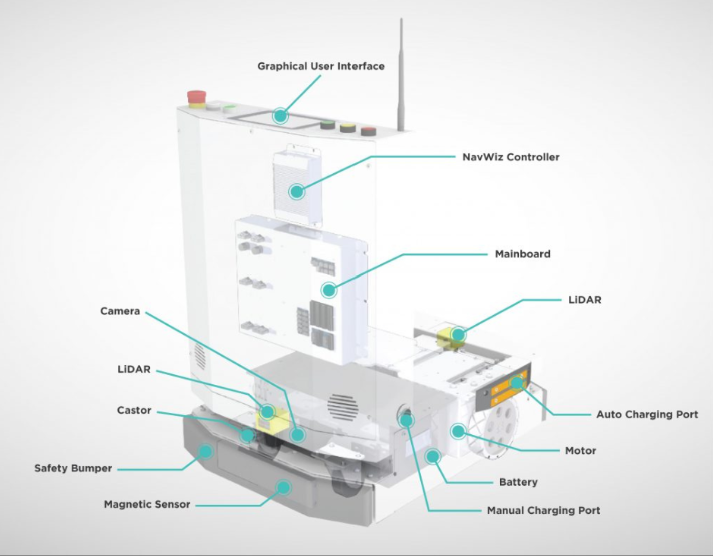 Graphical User Interface
NavWiz Controller
Mainboard
LiDAR
Camera
LiDAR
Castor
Auto Charging Port
Motor
Safety Bumper
Battery
Magnetic Sensor
Manual Charging Port